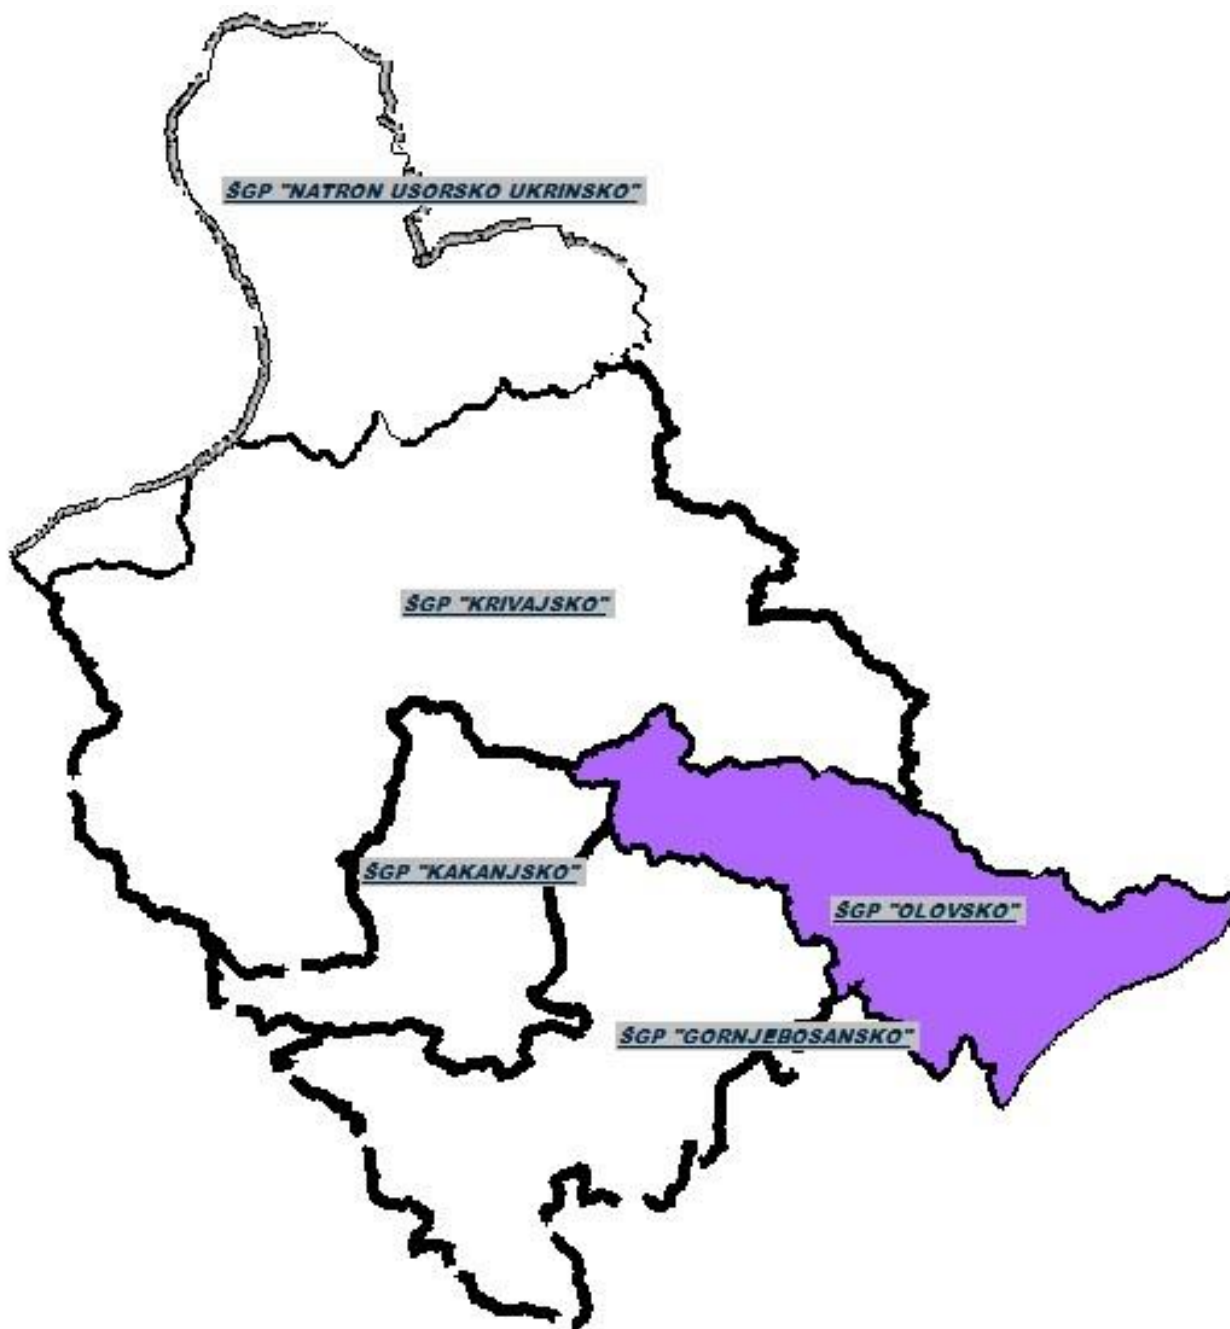 ŠGP "NATRON USORSKO UKRINSKO"
ŠGP "KRIVAJSKO"
ŠGP "KAKANJSKO"
ŠGP "OLOVSKO"
ŠGP "GORNJEBOSANSKO"